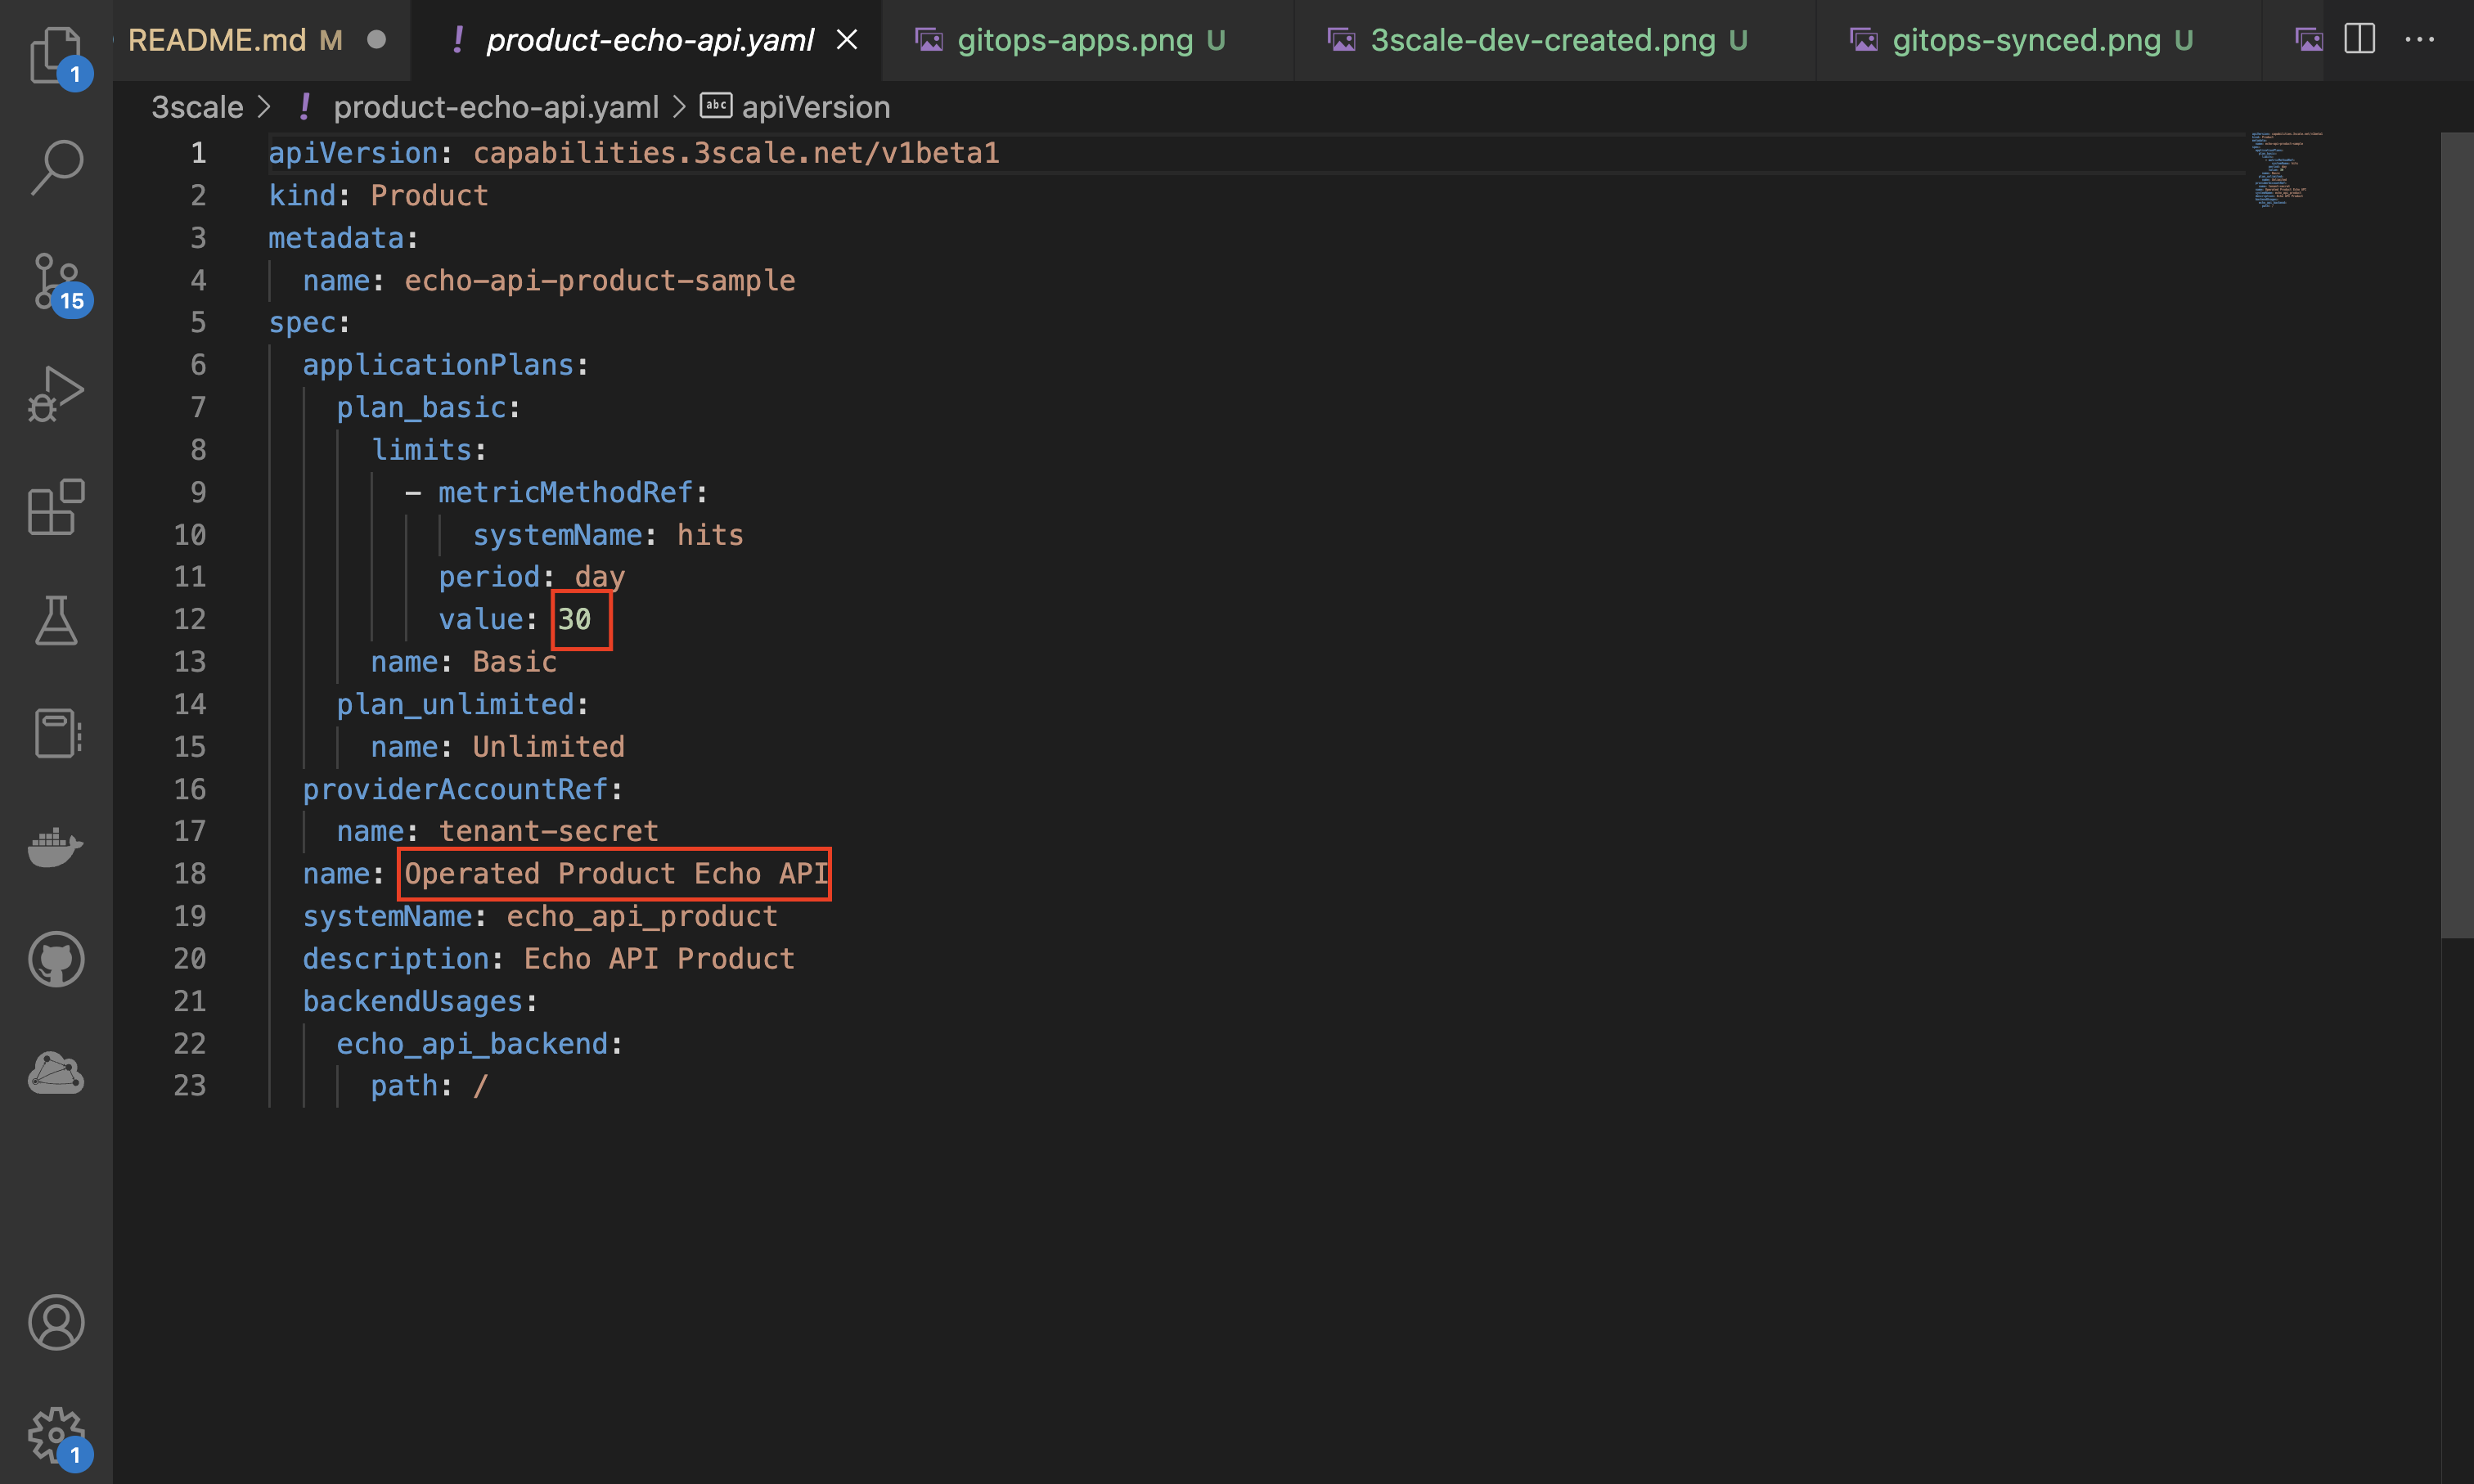 README.md M
product-echo-api.yaml
gitops-apps.png U
3scale-dev-created.png U
gitops-synced.png U
3scale > ! product-echo-api.yaml > abc apiVersion
1 apiVersion: capabilities.3scale.net/v1beta1
2 kind: Product
3 metadata:
4   name: echo-api-product-sample
5 spec:
6   applicationPlans:
7     plan_basic:
8       limits:
9         - metricMethodRef:
10             systemName: hits
11           period: day
12           value: 30
13       name: Basic
14     plan_unlimited:
15       name: Unlimited
16   providerAccountRef:
17     name: tenant-secret
18   name: Operated Product Echo API
19   systemName: echo_api_product
20   description: Echo API Product
21   backendUsages:
22     echo_api_backend:
23       path: /
1
15
1